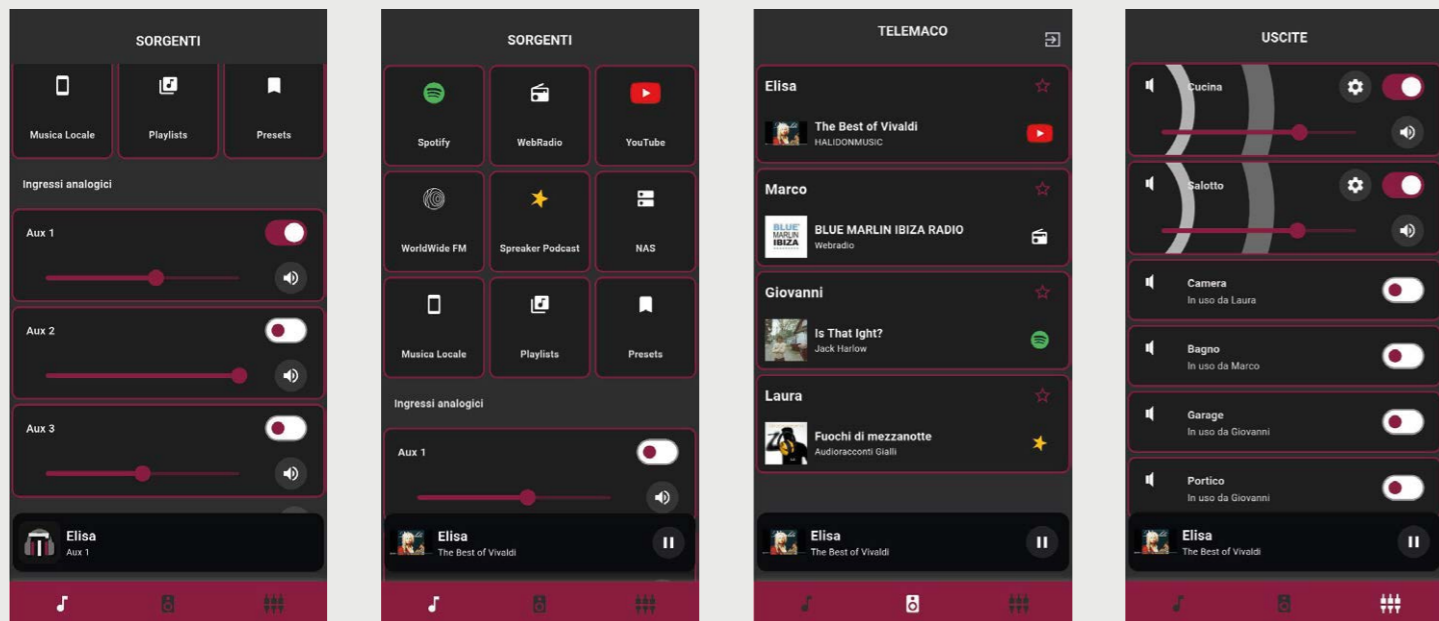 SORGENTI
Musica Locale
Playlists
Presets
Ingressi analogici
Aux 1
Aux 2
Aux 3
Elisa
Aux 1
SORGENTI
Spotify
WebRadio
YouTube
WorldWide FM
Spreaker Podcast
NAS
Musica Locale
Playlists
Presets
Ingressi analogici
Aux 1
Elisa
The Best of Vivaldi
TELEMACO
Elisa
The Best of Vivaldi
HALIDONMUSIC
Marco
BLUE
MARLIN
IBIZA
BLUE MARLIN IBIZA RADIO
Webradio
Giovanni
Is That Ight?
Jack Harlow
Laura
Fuochi di mezzanotte
Audioracconti Gialli
Elisa
The Best of Vivaldi
USCITE
Cucina
Salotto
Camera
In uso da Laura
Bagno
In uso da Marco
Garage
In uso da Giovanni
Portico
In uso da Giovanni
Elisa
The Best of Vivaldi